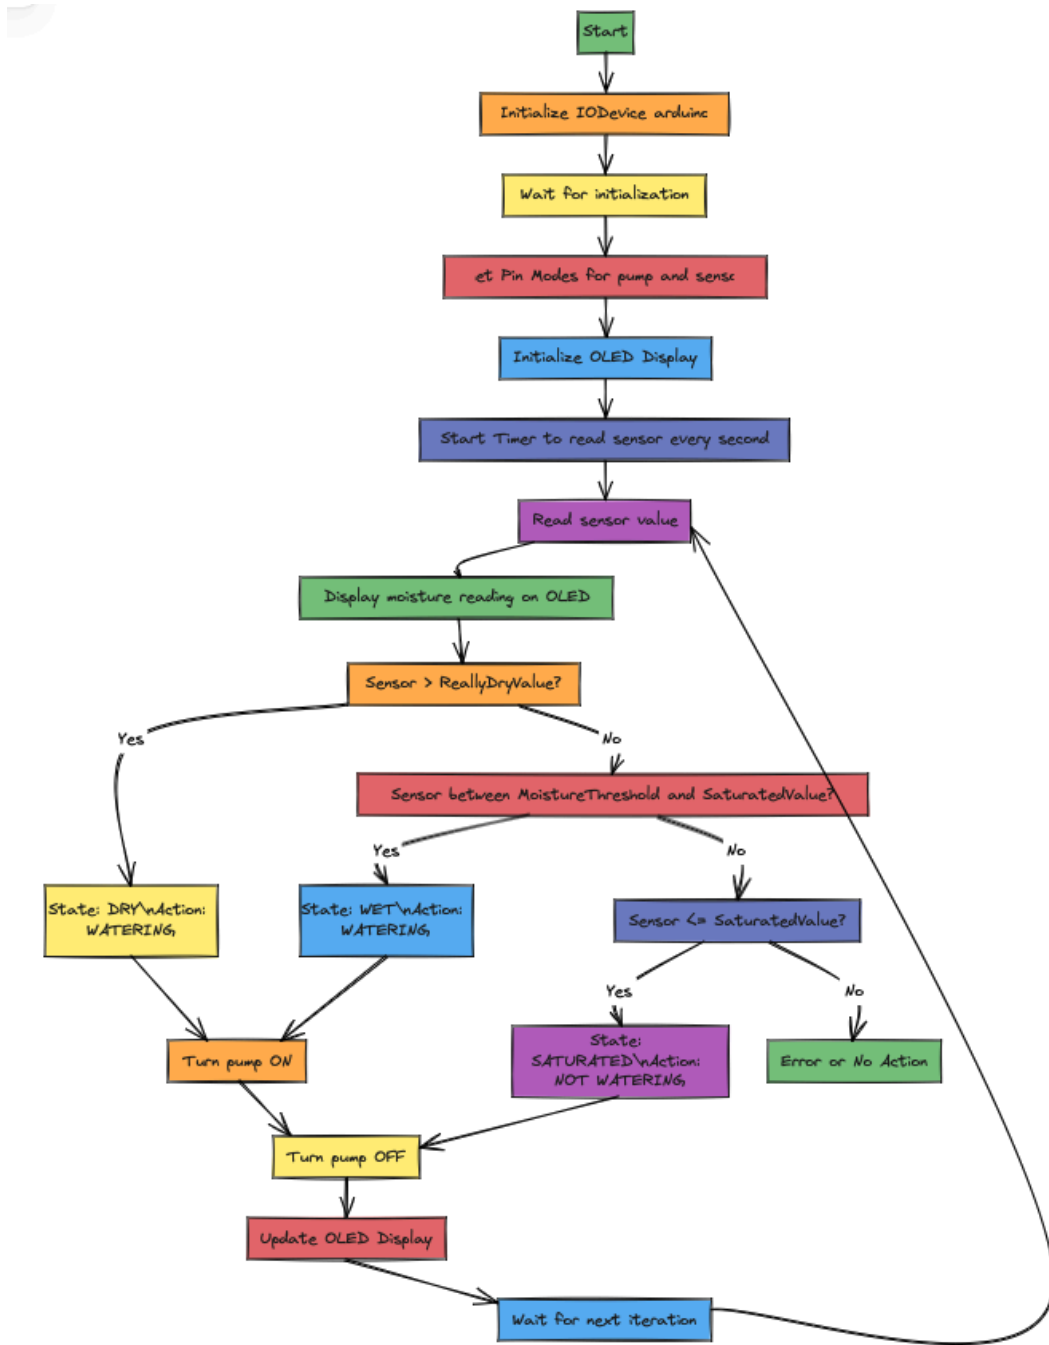 Start
Initialize IODevice arduinc
Wait for initialization
et Pin Modes for pump and sensc
Initialize OLED Display
Start Timer to read sensor every second
Read sensor value
Display moisture reading on OLED
Sensor > ReallyDryValue?
Yes
No
Sensor between MoistureThreshold and SaturatedValue?
Yes
No
State: DRY\nAction:
WATERING
State: WET\nAction:
WATERING
Sensor <= SaturatedValue?
Yes
No
State:
SATURATED\nAction:
NOT WATERING
Error or No Action
Turn pump ON
Turn pump OFF
Update OLED Display
Wait for next iteration